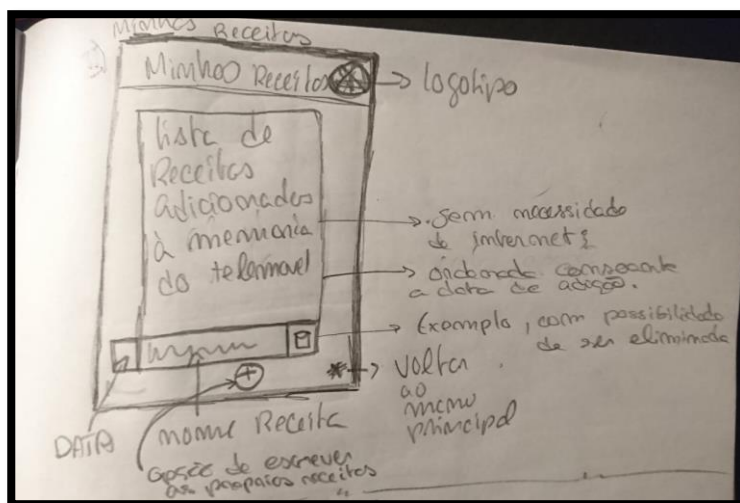 Minhas Receitas
Minhas Receitas
logotipo
lista de
Receitas
adicionadas
à memória
do telemóvel
. Sem necessidade
de internet;
ordenada consoante
a data de adição.
Exemplo, com possibilidade
de ser eliminada
* → Volta
ao
menu
principal
DATA
nome Receita
opção de escrever
as próprias receitas